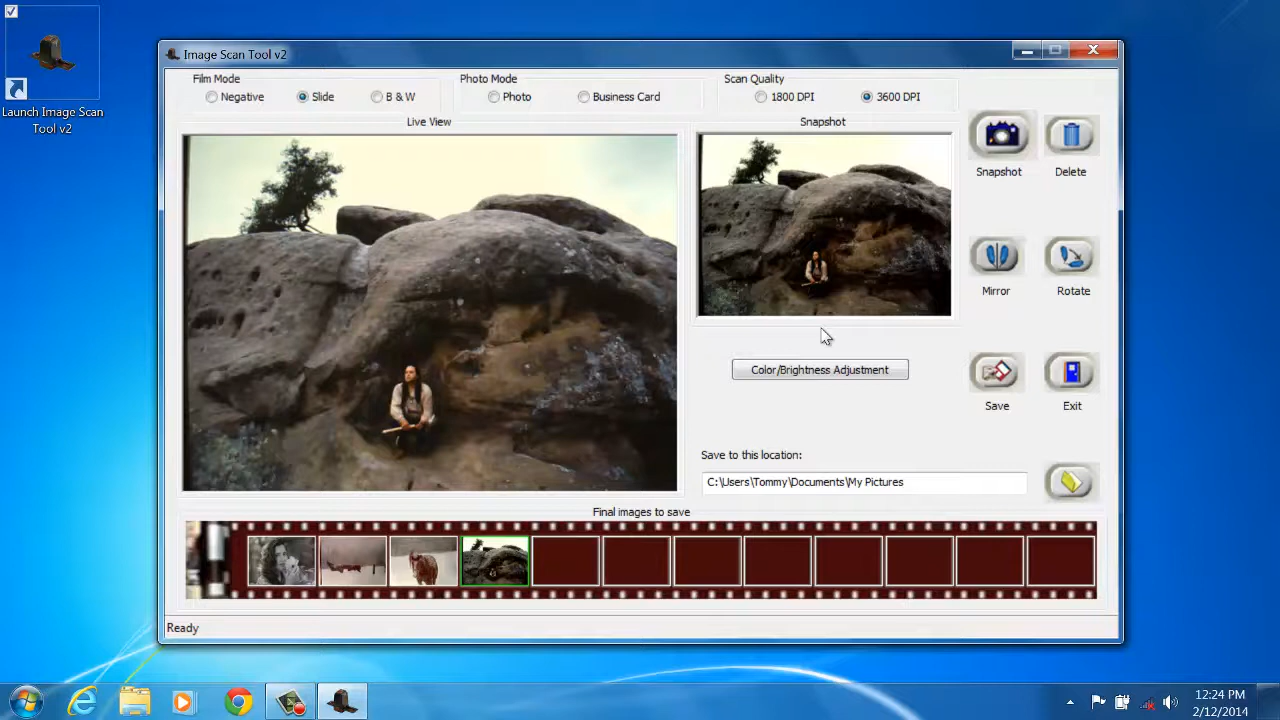 Launch Image Scan
Tool v2
Image Scan Tool v2
Film Mode
Photo Mode
Scan Quality
Negative
Slide
B & W
Photo
Business Card
1800 DPI
3600 DPI
Live View
Snapshot
Snapshot
Delete
Mirror
Rotate
Color/Brightness Adjustment
Save
Exit
Save to this location:
C:\Users\Tommy\Documents\My Pictures
Final images to save
Ready
12:24 PM
2/12/2014